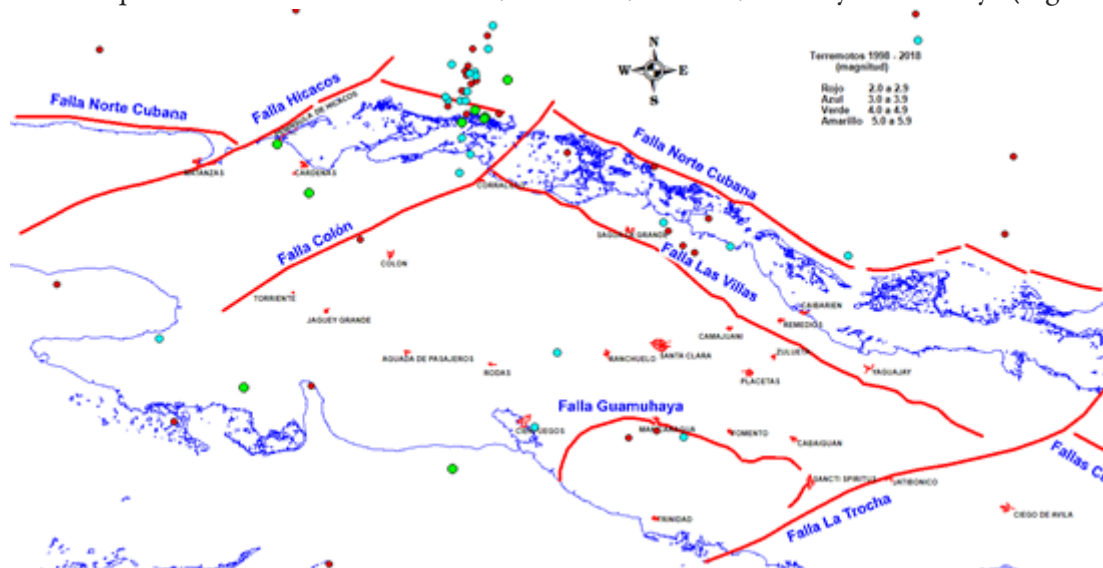 N
W E
S
Terremotos 1998 - 2018
(magnitud)
Rojo 2.0 a 2.9
Azul 3.0 a 3.9
Verde 4.0 a 4.9
Amarillo 5.0 a 5.9
Falla Norte Cubana
Falla Hicacos
PENINSULA DE HICACOS
MATANZAS
CARDENAS
Falla Norte Cubana
Falla Colón
COLON
SAGUA LA GRANDE
Falla Las Villas
TORRIENTE
JAGUEY GRANDE
CAIBARIEN
REMEDIOS
CAMAJUANI
AGUADA DE PASAJEROS
RODAS
RANCHUELO
SANTA CLARA
ZULUETA
PLACETAS
YAGUAJAY
Falla Guamuhaya
CIENFUEGOS
MANICARAGUA
FOMENTO
CABAIGUAN
Fallas
SANCTI SPIRITUS
JATIBONICO
TRINIDAD
Falla La Trocha
CIEGO DE AVILA